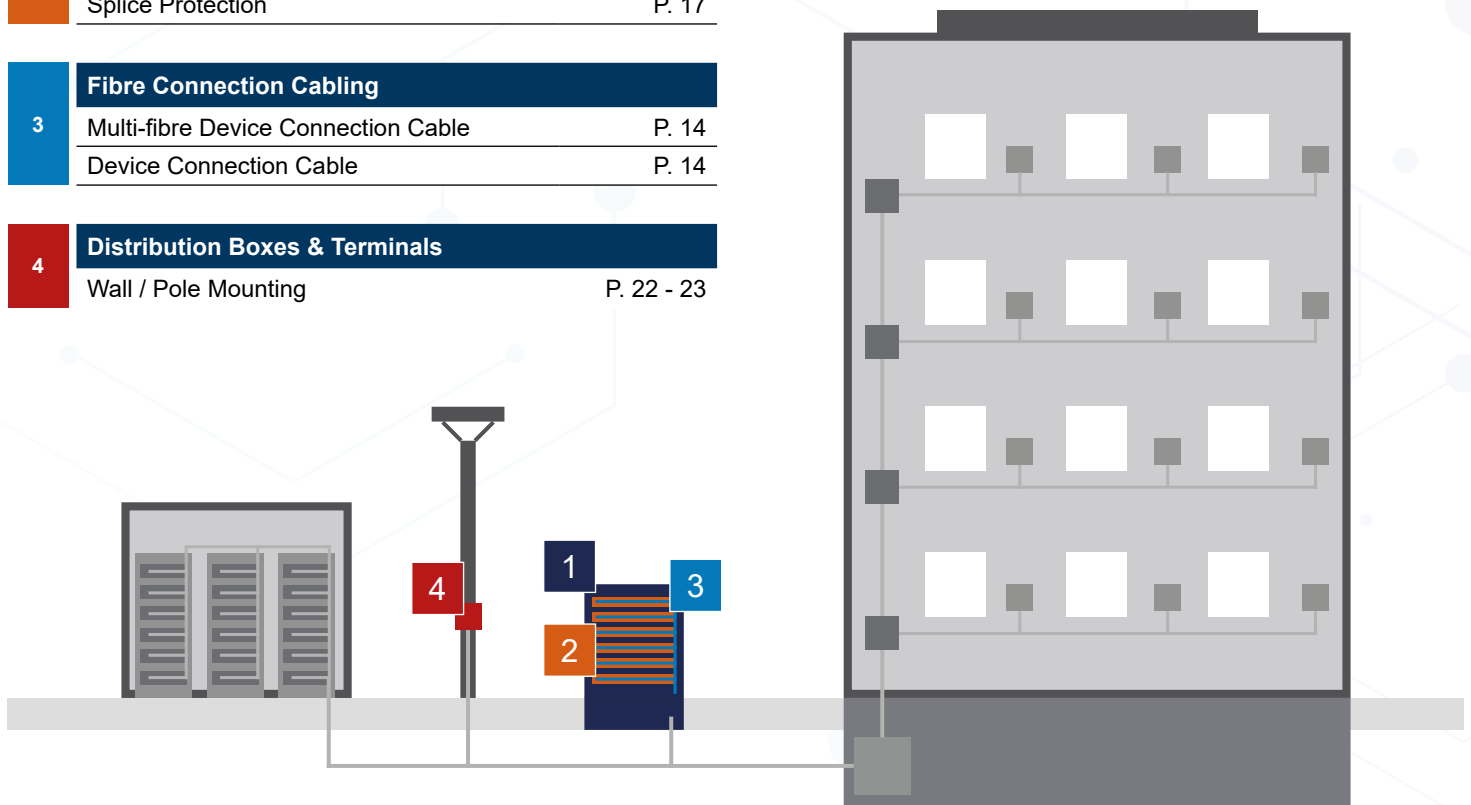 Splice Protection P. 17
Fibre Connection Cabling
3
Multi-fibre Device Connection Cable P. 14
Device Connection Cable P. 14
Distribution Boxes & Terminals
4
Wall / Pole Mounting P. 22 - 23
1
3
4
2